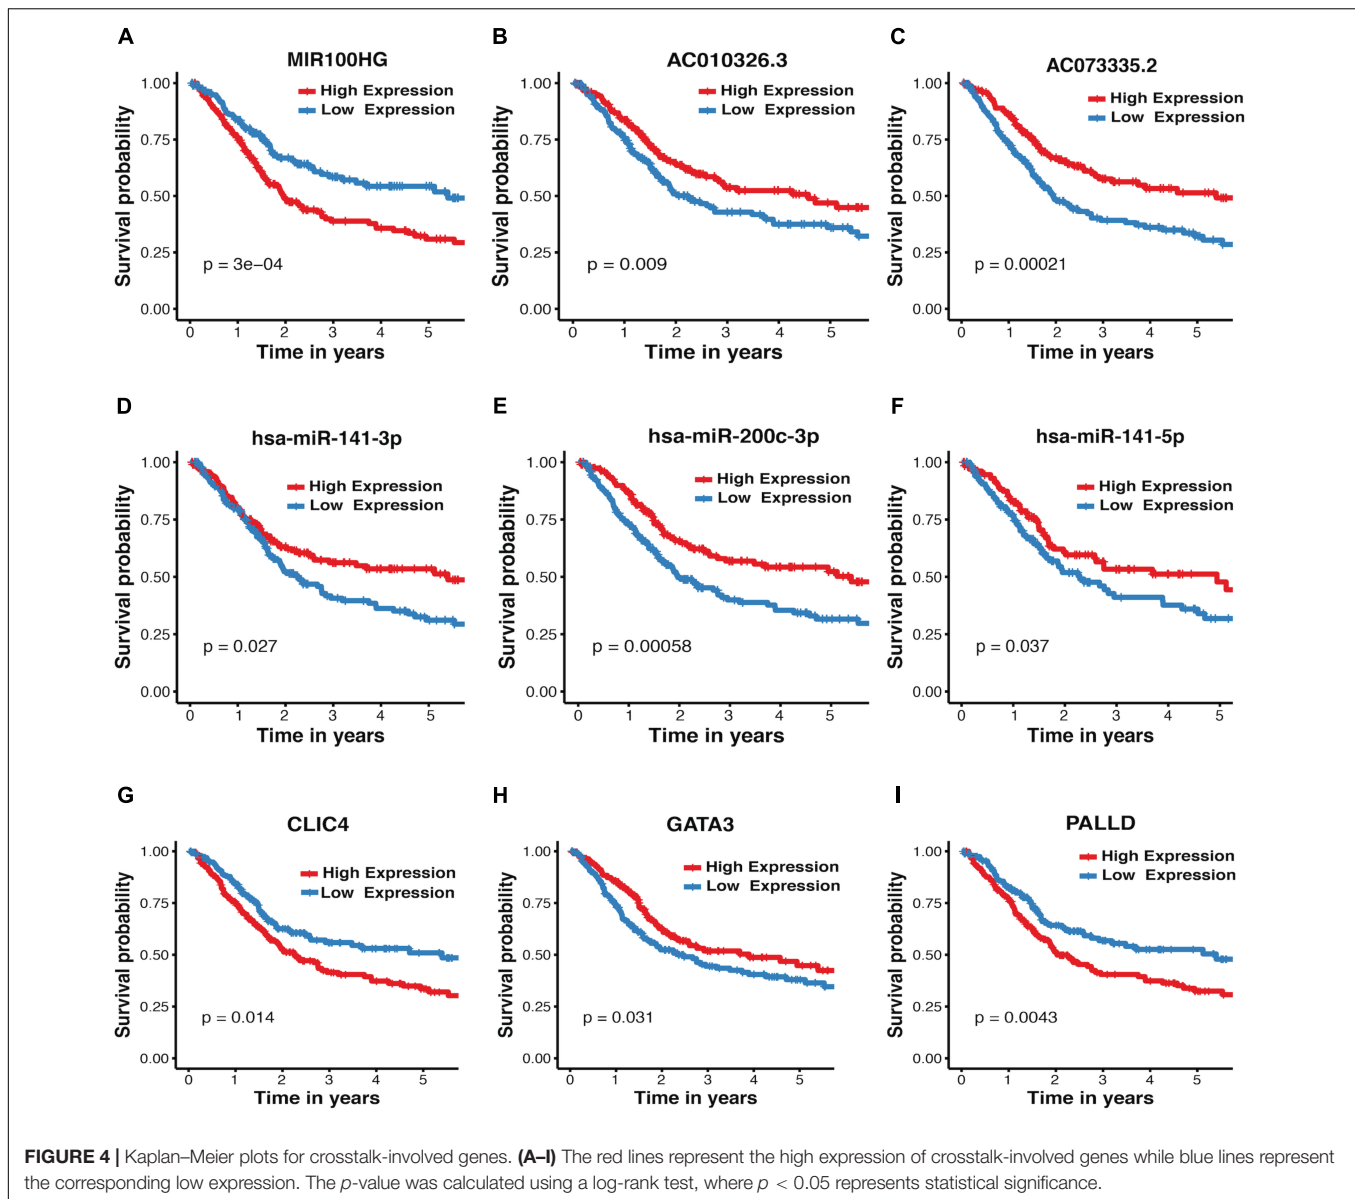 A
MIR100HG
High Expression
Low Expression
Survival probability
1.00
0.75
0.50
0.25
0.00
p = 3e−04
0 1 2 3 4 5
Time in years
B
AC010326.3
High Expression
Low Expression
Survival probability
1.00
0.75
0.50
0.25
0.00
p = 0.009
0 1 2 3 4 5
Time in years
C
AC073335.2
High Expression
Low Expression
Survival probability
1.00
0.75
0.50
0.25
0.00
p = 0.00021
0 1 2 3 4 5
Time in years
D
hsa-miR-141-3p
High Expression
Low Expression
Survival probability
1.00
0.75
0.50
0.25
0.00
p = 0.027
0 1 2 3 4 5
Time in years
E
hsa-miR-200c-3p
High Expression
Low Expression
Survival probability
1.00
0.75
0.50
0.25
0.00
p = 0.00058
0 1 2 3 4 5
Time in years
F
hsa-miR-141-5p
High Expression
Low Expression
Survival probability
1.00
0.75
0.50
0.25
0.00
p = 0.037
0 1 2 3 4 5
Time in years
G
CLIC4
High Expression
Low Expression
Survival probability
1.00
0.75
0.50
0.25
0.00
p = 0.014
0 1 2 3 4 5
Time in years
H
GATA3
High Expression
Low Expression
Survival probability
1.00
0.75
0.50
0.25
0.00
p = 0.031
0 1 2 3 4 5
Time in years
I
PALLD
High Expression
Low Expression
Survival probability
1.00
0.75
0.50
0.25
0.00
p = 0.0043
0 1 2 3 4 5
Time in years
FIGURE 4 | Kaplan–Meier plots for crosstalk-involved genes. (A–I) The red lines represent the high expression of crosstalk-involved genes while blue lines represent
the corresponding low expression. The p-value was calculated using a log-rank test, where p < 0.05 represents statistical significance.